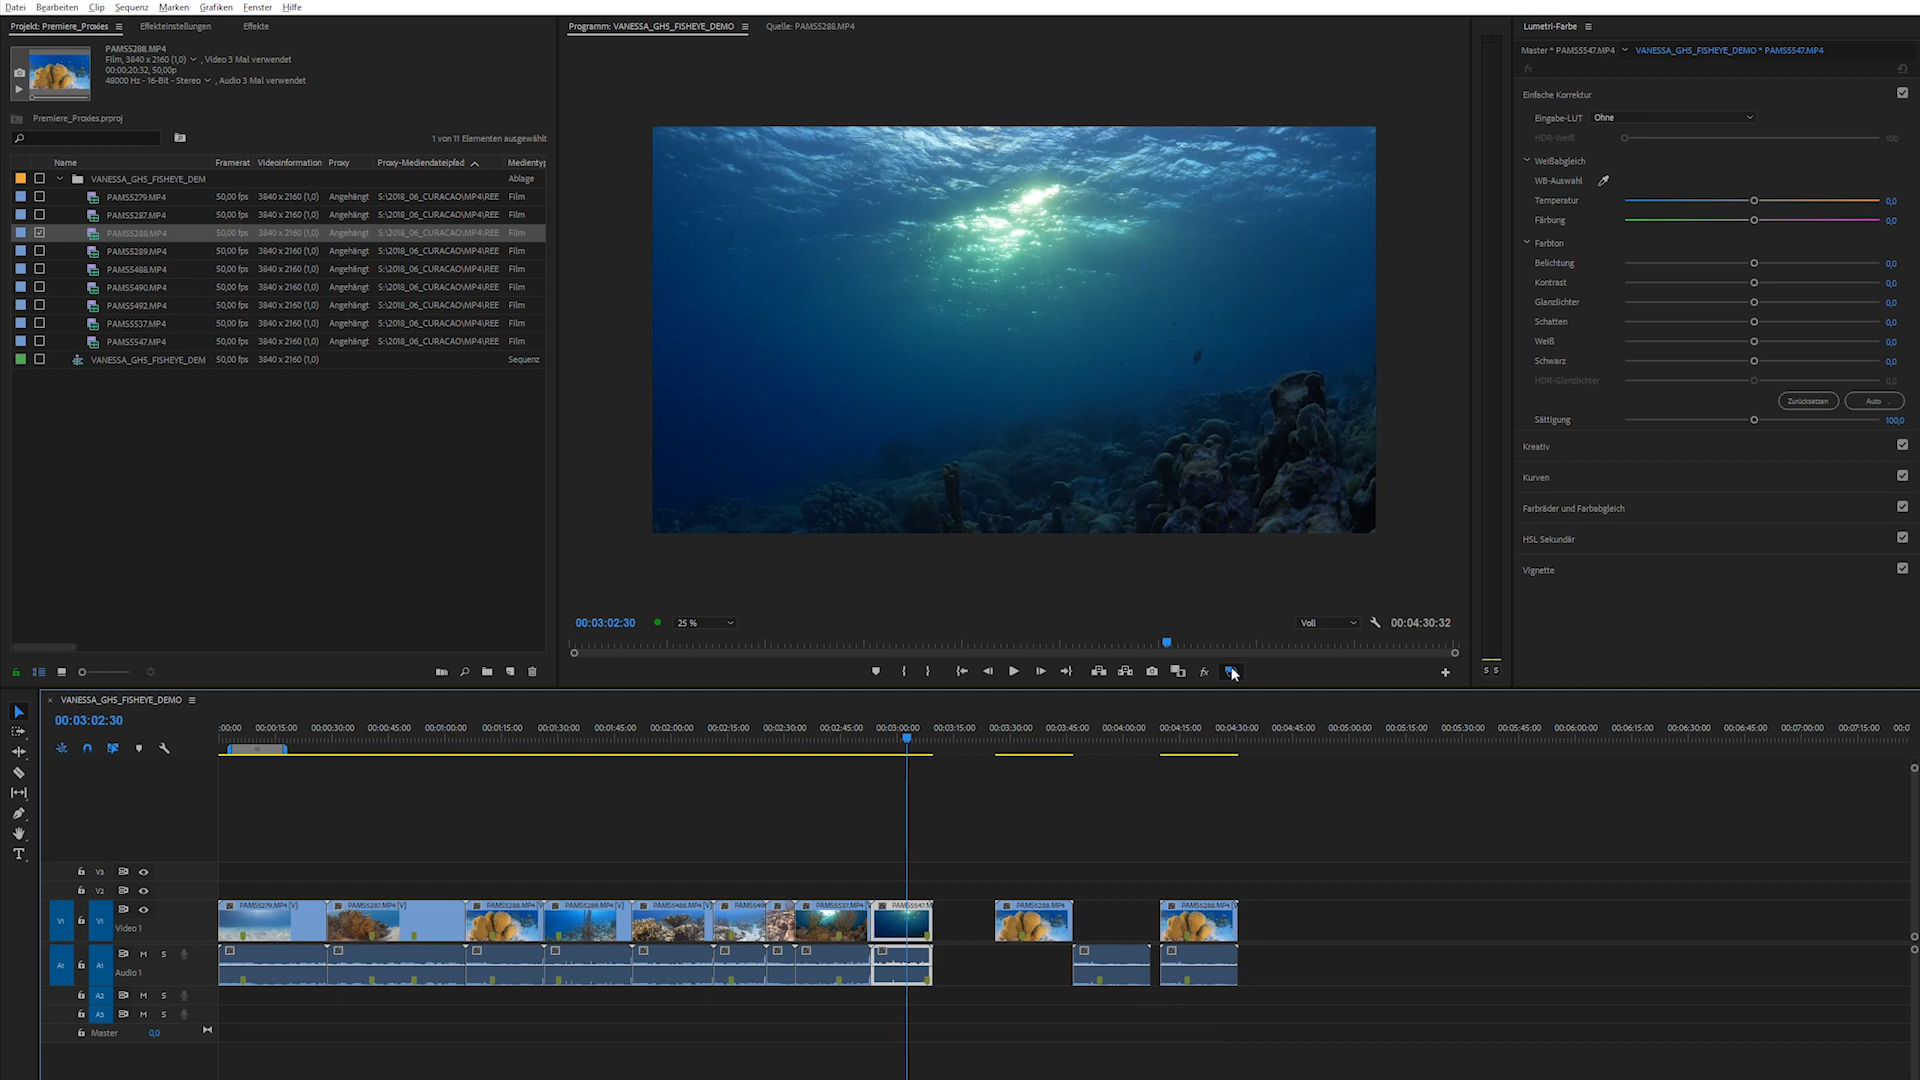 Datei Bearbeiten Clip Sequenz Marken Grafiken Fenster Hilfe
Projekt: Premiere_Proxies Effekteinstellungen Effekte
PAMS5288.MP4
Film, 3840 x 2160 (1,0) , Video 3 Mal verwendet
00:00:20:32, 50,00p
48000 Hz - 16-Bit - Stereo , Audio 3 Mal verwendet
Premiere_Proxies.prproj
1 von 11 Elementen ausgewählt
Name Framerat Videoinformation Proxy Proxy-Mediendateipfad Medientyp
VANESSA_GH5_FISHEYE_DEM Ablage
PAMS5279.MP4 50,00 fps 3840 x 2160 (1,0) Angehängt S:\2018_06_CURACAO\MP4\REE Film
PAMS5287.MP4 50,00 fps 3840 x 2160 (1,0) Angehängt S:\2018_06_CURACAO\MP4\REE Film
PAMS5288.MP4 50,00 fps 3840 x 2160 (1,0) Angehängt S:\2018_06_CURACAO\MP4\REE Film
PAMS5289.MP4 50,00 fps 3840 x 2160 (1,0) Angehängt S:\2018_06_CURACAO\MP4\REE Film
PAMS5488.MP4 50,00 fps 3840 x 2160 (1,0) Angehängt S:\2018_06_CURACAO\MP4\REE Film
PAMS5490.MP4 50,00 fps 3840 x 2160 (1,0) Angehängt S:\2018_06_CURACAO\MP4\REE Film
PAMS5492.MP4 50,00 fps 3840 x 2160 (1,0) Angehängt S:\2018_06_CURACAO\MP4\REE Film
PAMS5537.MP4 50,00 fps 3840 x 2160 (1,0) Angehängt S:\2018_06_CURACAO\MP4\REE Film
PAMS5547.MP4 50,00 fps 3840 x 2160 (1,0) Angehängt S:\2018_06_CURACAO\MP4\REE Film
VANESSA_GH5_FISHEYE_DEM 50,00 fps 3840 x 2160 (1,0) Sequenz
Programm: VANESSA_GH5_FISHEYE_DEMO Quelle: PAMS5288.MP4
00:03:02:30 25 % Voll 00:04:30:32
S S
Lumetri-Farbe
Master * PAMS5547.MP4 VANESSA_GH5_FISHEYE_DEMO * PAMS5547.MP4
fx
Einfache Korrektur
Eingabe-LUT Ohne
HDR-Weiß 100
Weißabgleich
WB-Auswahl
Temperatur 0,0
Färbung 0,0
Farbton
Belichtung 0,0
Kontrast 0,0
Glanzlichter 0,0
Schatten 0,0
Weiß 0,0
Schwarz 0,0
HDR-Glanzlichter 0,0
Zurücksetzen Auto
Sättigung 100,0
Kreativ
Kurven
Farbräder und Farbabgleich
HSL Sekundär
Vignette
VANESSA_GH5_FISHEYE_DEMO
00:03:02:30
:00:00 00:00:15:00 00:00:30:00 00:00:45:00 00:01:00:00 00:01:15:00 00:01:30:00 00:01:45:00 00:02:00:00 00:02:15:00 00:02:30:00 00:02:45:00 00:03:00:00 00:03:15:00 00:03:30:00 00:03:45:00 00:04:00:00 00:04:15:00 00:04:30:00 00:04:45:00 00:05:00:00 00:05:15:00 00:05:30:00 00:05:45:00 00:06:00:00 00:06:15:00 00:06:30:00 00:06:45:00 00:07:00:00 00:07:15:00 00:0
V3
V2
PAMS5279.MP4 [V] PAMS5287.MP4 [V] PAMS5288.MP4 [V] PAMS5289.MP4 [V] PAMS5488.MP4 [V] PAMS549 PAMS5537.MP4 [V] PAMS5547.M PAMS5288.MP4 PAMS5288.MP4 [V
V1 V1
Video 1
A1 A1 M S
Audio 1
A2 M S
A3 M S
Master 0,0